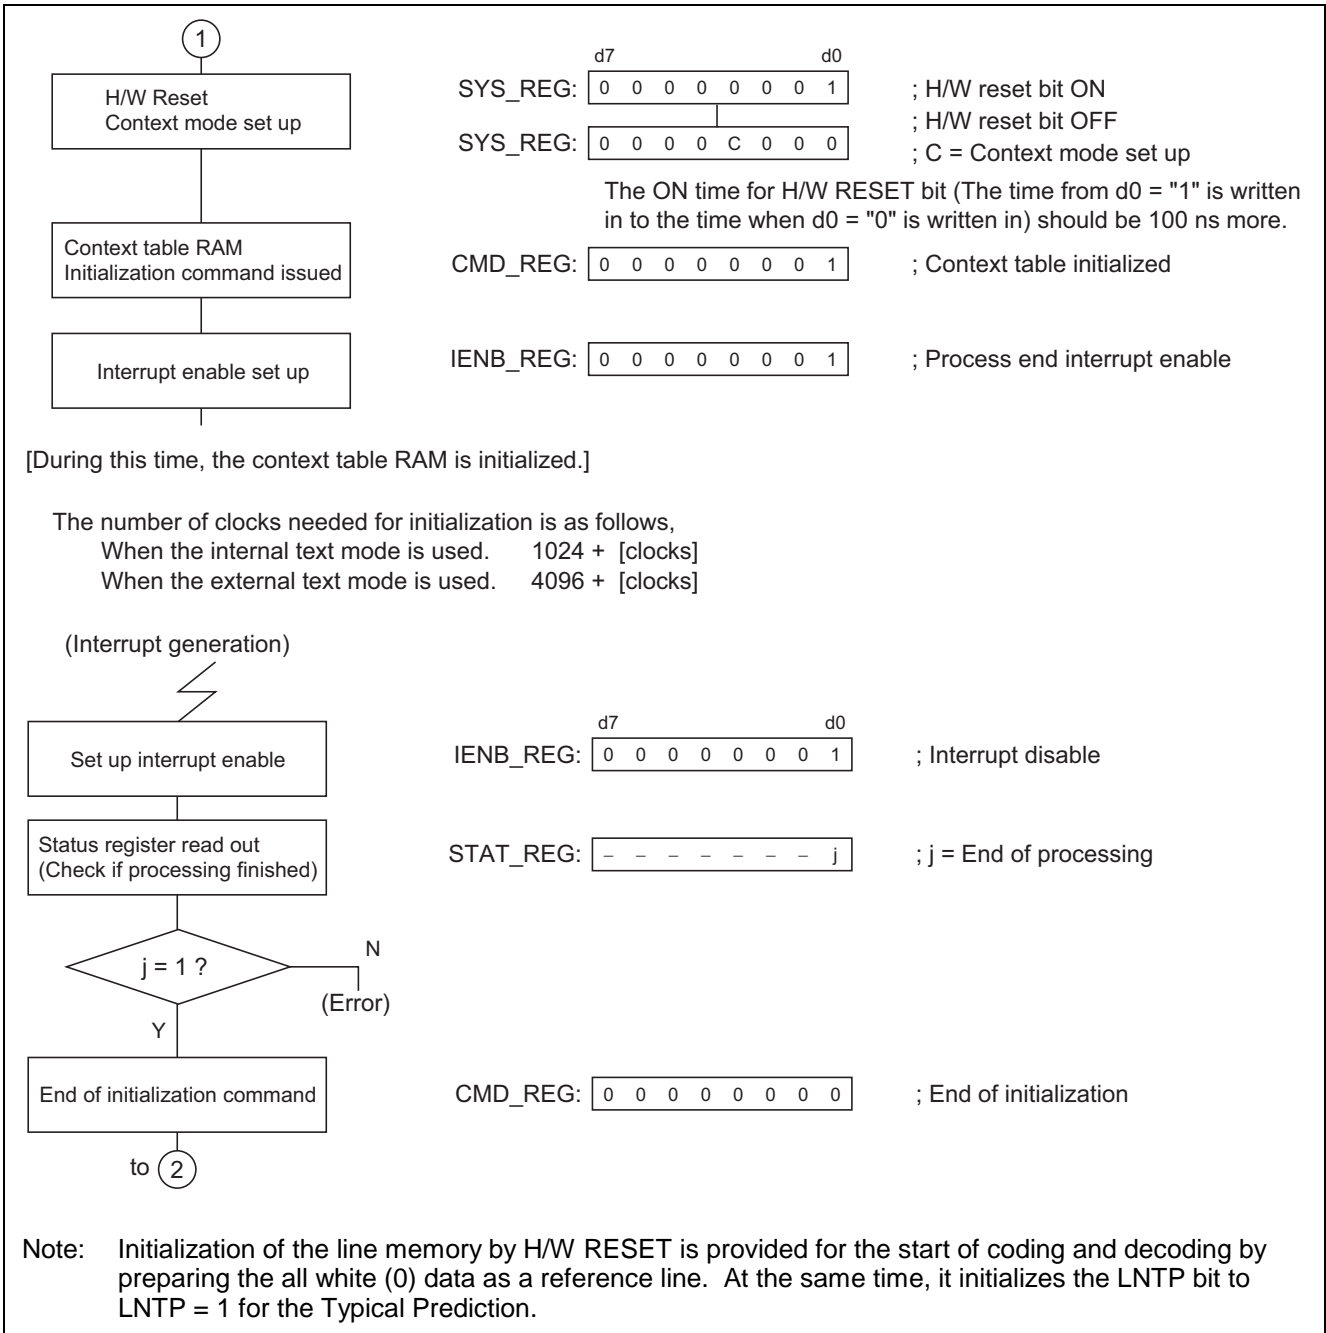 1
d7 d0
H/W Reset
Context mode set up
SYS_REG: 0 0 0 0 0 0 0 1 ; H/W reset bit ON
; H/W reset bit OFF
SYS_REG: 0 0 0 0 C 0 0 0 ; C = Context mode set up
The ON time for H/W RESET bit (The time from d0 = "1" is written
in to the time when d0 = "0" is written in) should be 100 ns more.
Context table RAM
Initialization command issued
CMD_REG: 0 0 0 0 0 0 0 1 ; Context table initialized
Interrupt enable set up
IENB_REG: 0 0 0 0 0 0 0 1 ; Process end interrupt enable
[During this time, the context table RAM is initialized.]
The number of clocks needed for initialization is as follows,
When the internal text mode is used. 1024 + [clocks]
When the external text mode is used. 4096 + [clocks]
(Interrupt generation)
d7 d0
Set up interrupt enable
IENB_REG: 0 0 0 0 0 0 0 1 ; Interrupt disable
Status register read out
(Check if processing finished)
STAT_REG: – – – – – – – j ; j = End of processing
j = 1 ?
N
(Error)
Y
End of initialization command
CMD_REG: 0 0 0 0 0 0 0 0 ; End of initialization
to 2
Note: Initialization of the line memory by H/W RESET is provided for the start of coding and decoding by
preparing the all white (0) data as a reference line. At the same time, it initializes the LNTP bit to
LNTP = 1 for the Typical Prediction.